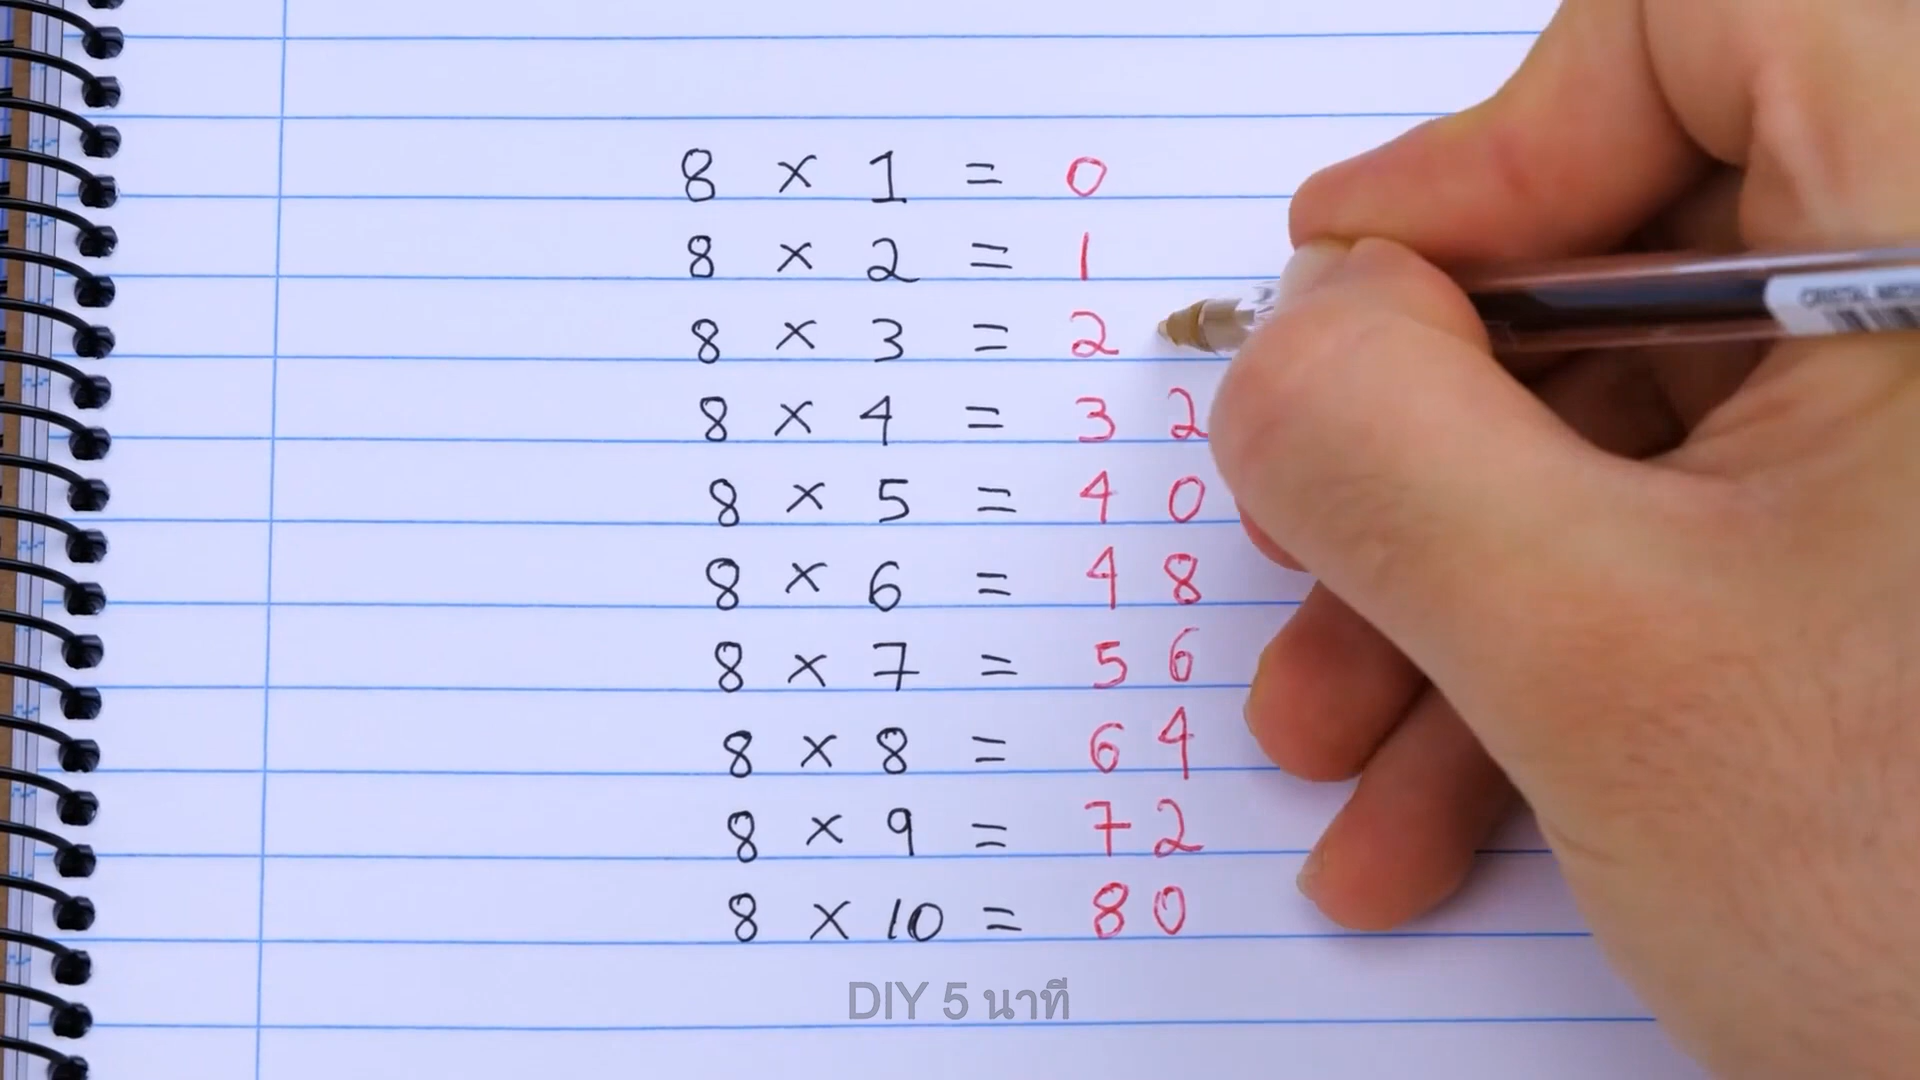 8 × 1 = 0
8 × 2 = 1
8 × 3 = 2
8 × 4 = 3 2
8 × 5 = 4 0
8 × 6 = 4 8
8 × 7 = 5 6
8 × 8 = 6 4
8 × 9 = 7 2
8 × 10 = 8 0
DIY 5 นาที